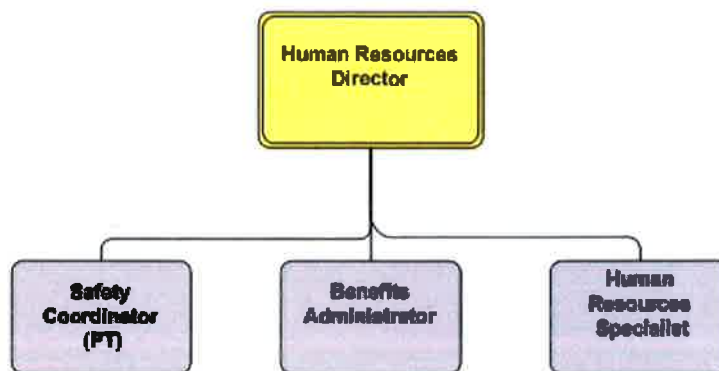 Human Resources
Director
Safety
Coordinator
(PT)
Benefits
Administrator
Human
Resources
Specialist